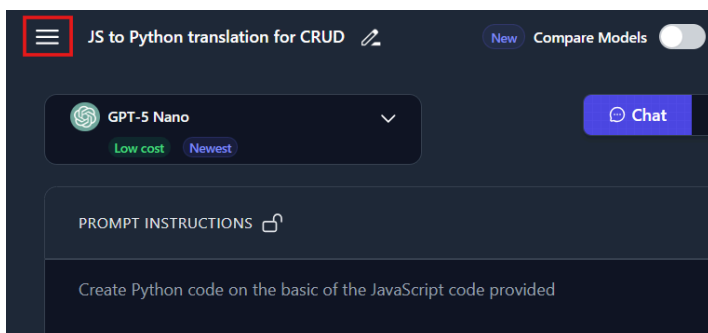 JS to Python translation for CRUD
New Compare Models
GPT-5 Nano
Low cost Newest
Chat
PROMPT INSTRUCTIONS
Create Python code on the basic of the JavaScript code provided